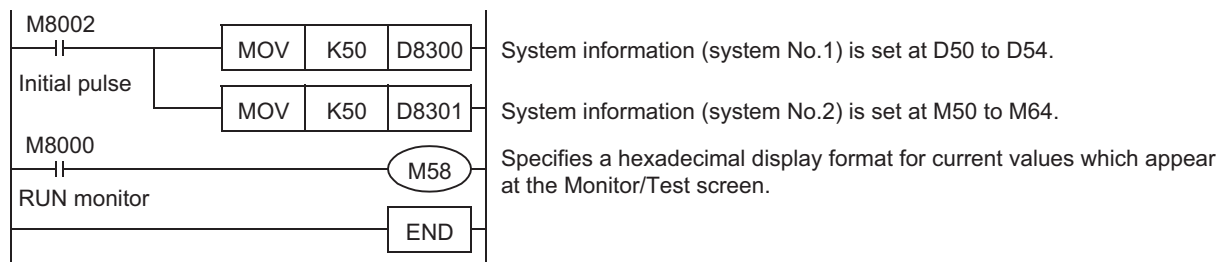 M8002
MOV K50 D8300 System information (system No.1) is set at D50 to D54.
Initial pulse
MOV K50 D8301 System information (system No.2) is set at M50 to M64.
M8000
M58 Specifies a hexadecimal display format for current values which appear
at the Monitor/Test screen.
RUN monitor
END